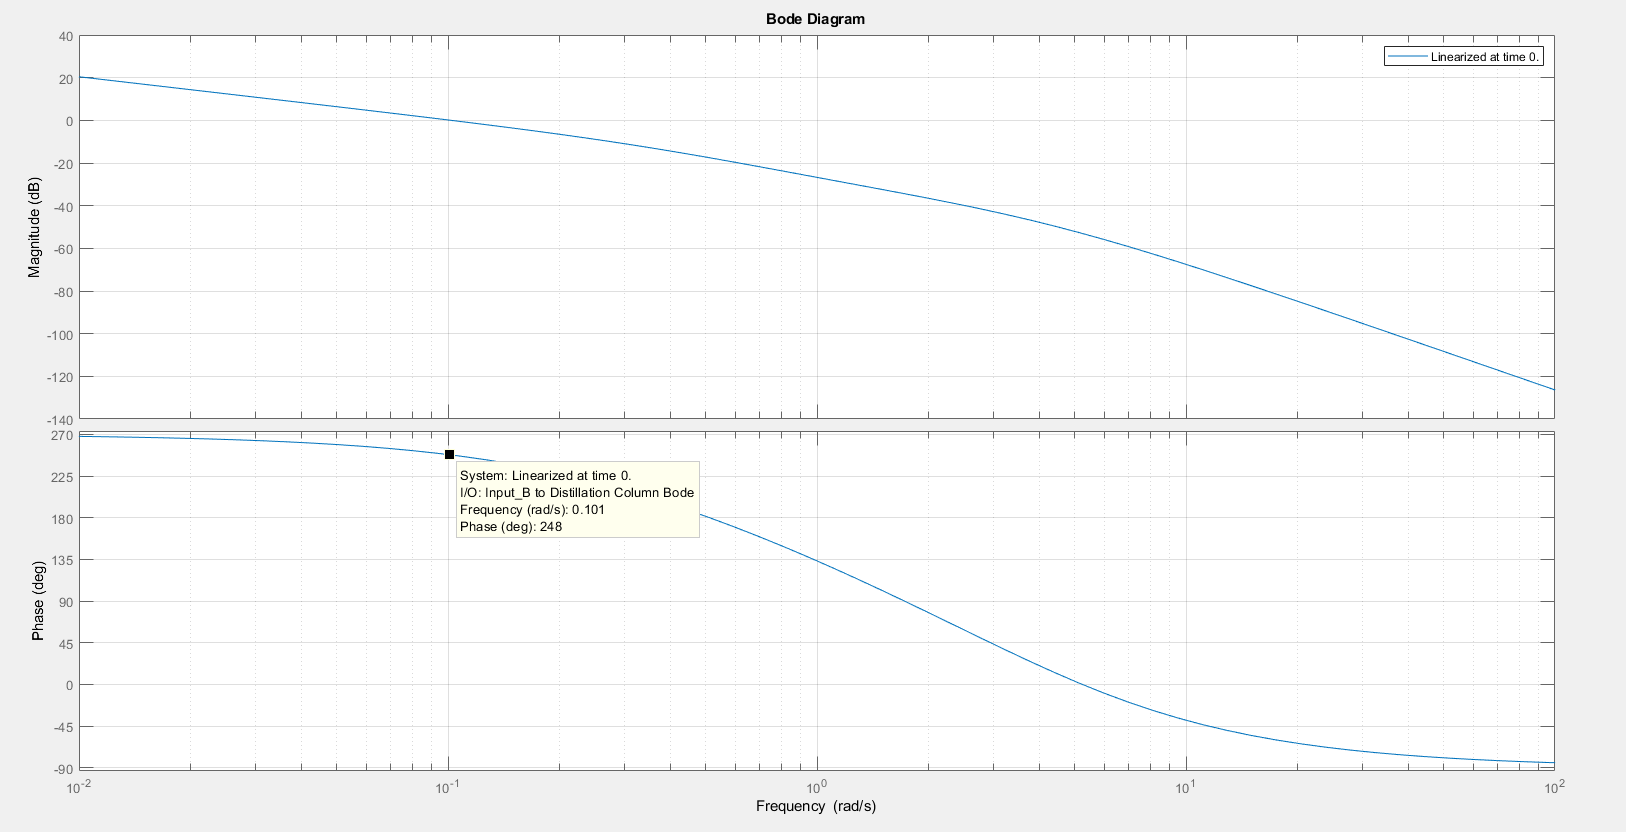 Bode Diagram
Linearized at time 0.
Magnitude (dB)
40
20
0
-20
-40
-60
-80
-100
-120
-140
Phase (deg)
270
225
180
135
90
45
0
-45
-90
System: Linearized at time 0.
I/O: Input_B to Distillation Column Bode
Frequency (rad/s): 0.101
Phase (deg): 248
10^-2
10^-1
10^0
10^1
10^2
Frequency (rad/s)